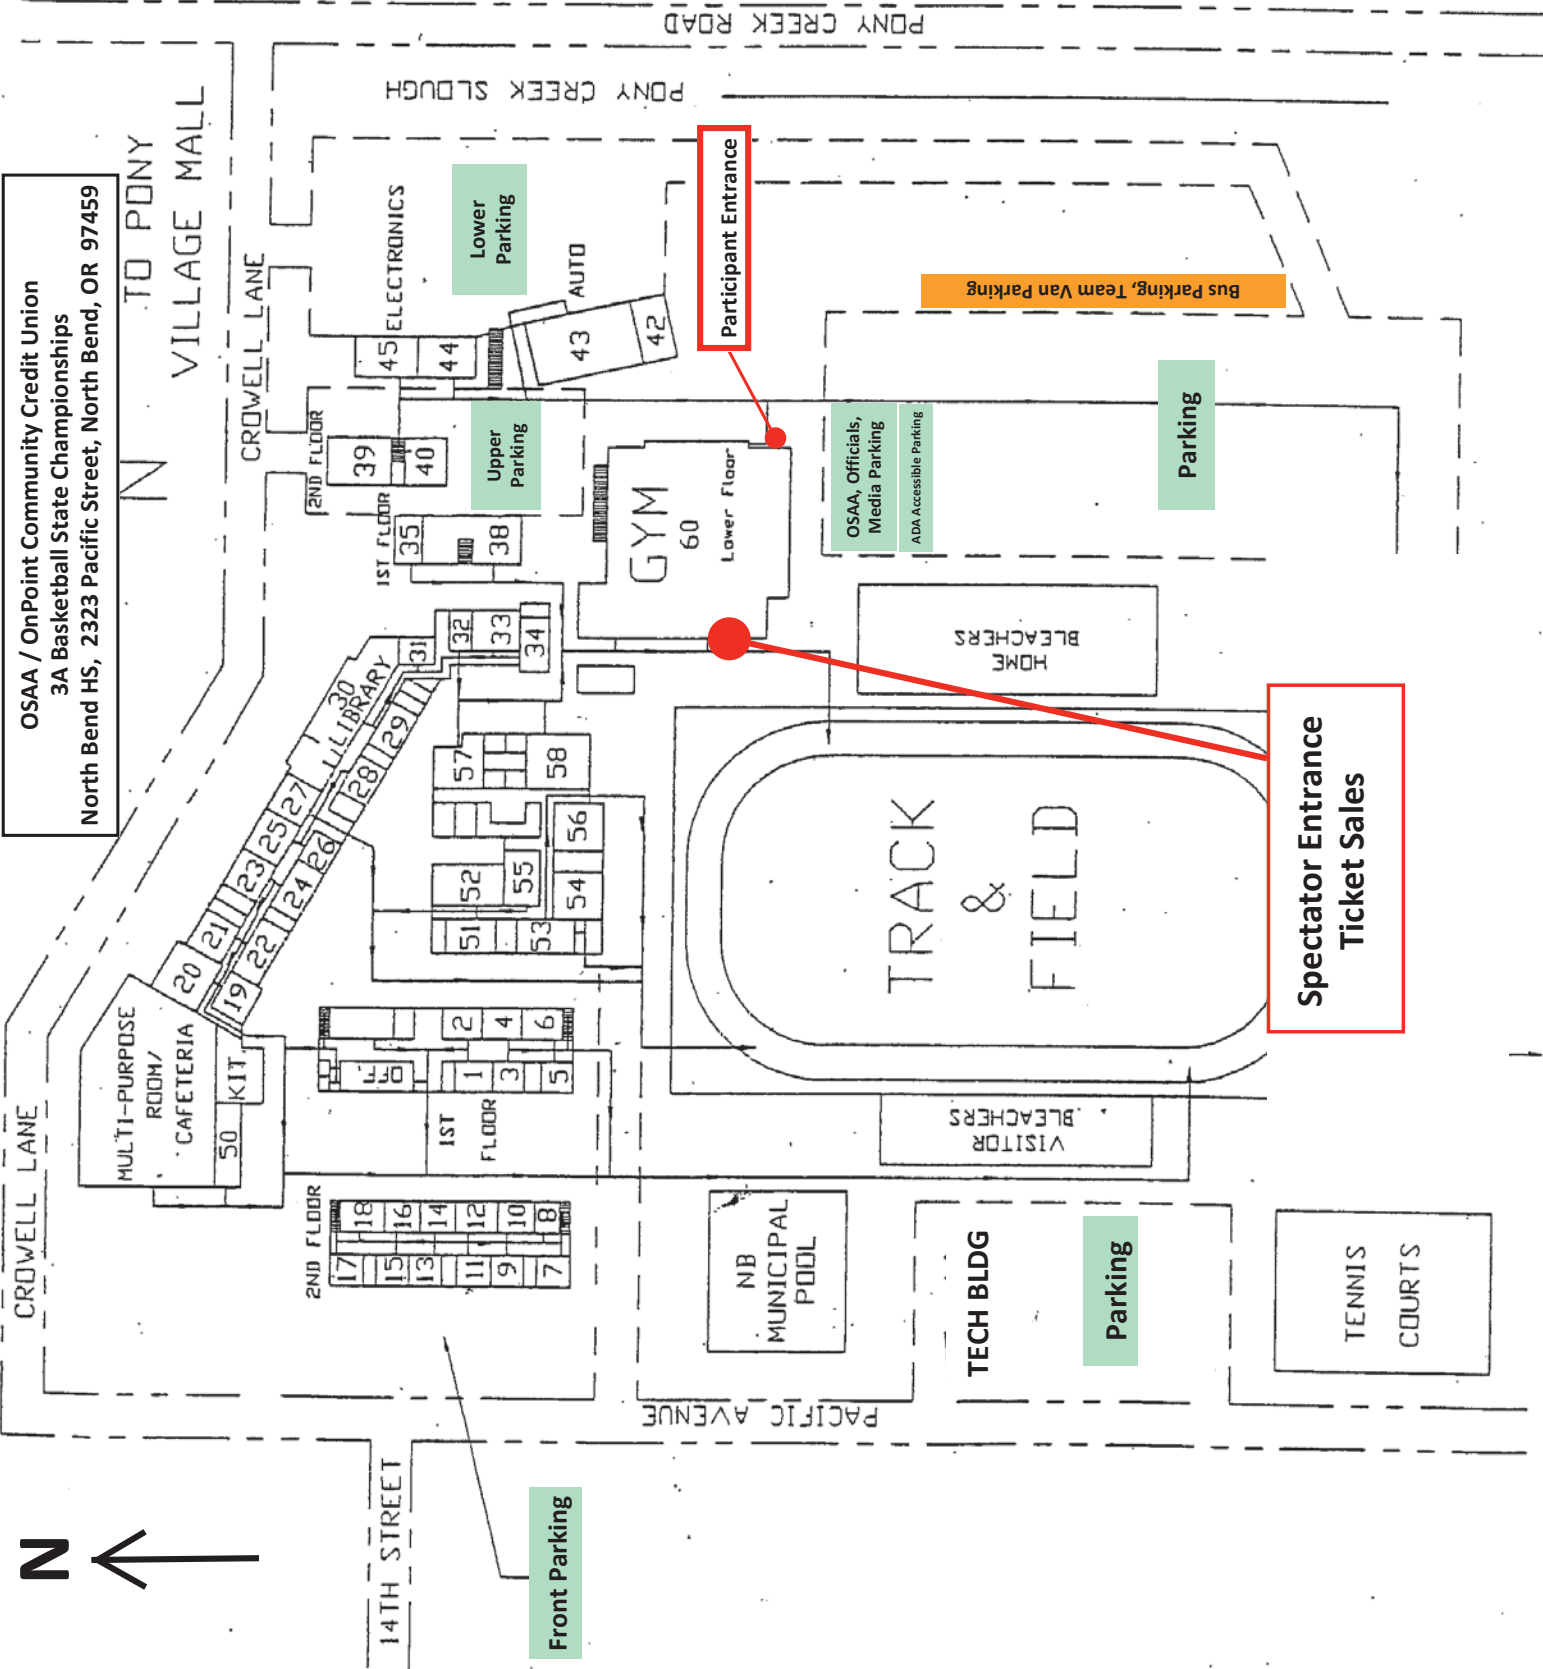 OSAA / OnPoint Community Credit Union
3A Basketball State Championships
North Bend HS, 2323 Pacific Street, North Bend, OR 97459
TO PONY
VILLAGE MALL
N
PONY CREEK ROAD
PONY CREEK SLOUGH
CROWELL LANE
CROWELL LANE
ELECTRONICS
Lower
Parking
AUTO
45
44
43
42
Participant Entrance
Bus Parking, Team Van Parking
2ND FLOOR
39
40
Upper
Parking
1ST FLOOR
35
38
GYM
60
Lower Floor
OSAA, Officials,
Media Parking
ADA Accessible Parking
Parking
30
LIBRARY
31
32
33
34
HOME
BLEACHERS
29
28
27
26
25
24
23
22
21
20
19
57
58
56
55
54
52
51
53
TRACK
&
FIELD
Spectator Entrance
Ticket Sales
MULTI-PURPOSE
ROOM/
CAFETERIA
KIT
50
OFF
2
4
6
1
3
5
1ST
FLOOR
VISITOR
BLEACHERS
2ND FLOOR
18
16
14
12
10
8
17
15
13
11
9
7
NB
MUNICIPAL
POOL
TECH BLDG
Parking
TENNIS
COURTS
PACIFIC AVENUE
14TH STREET
Front Parking
N